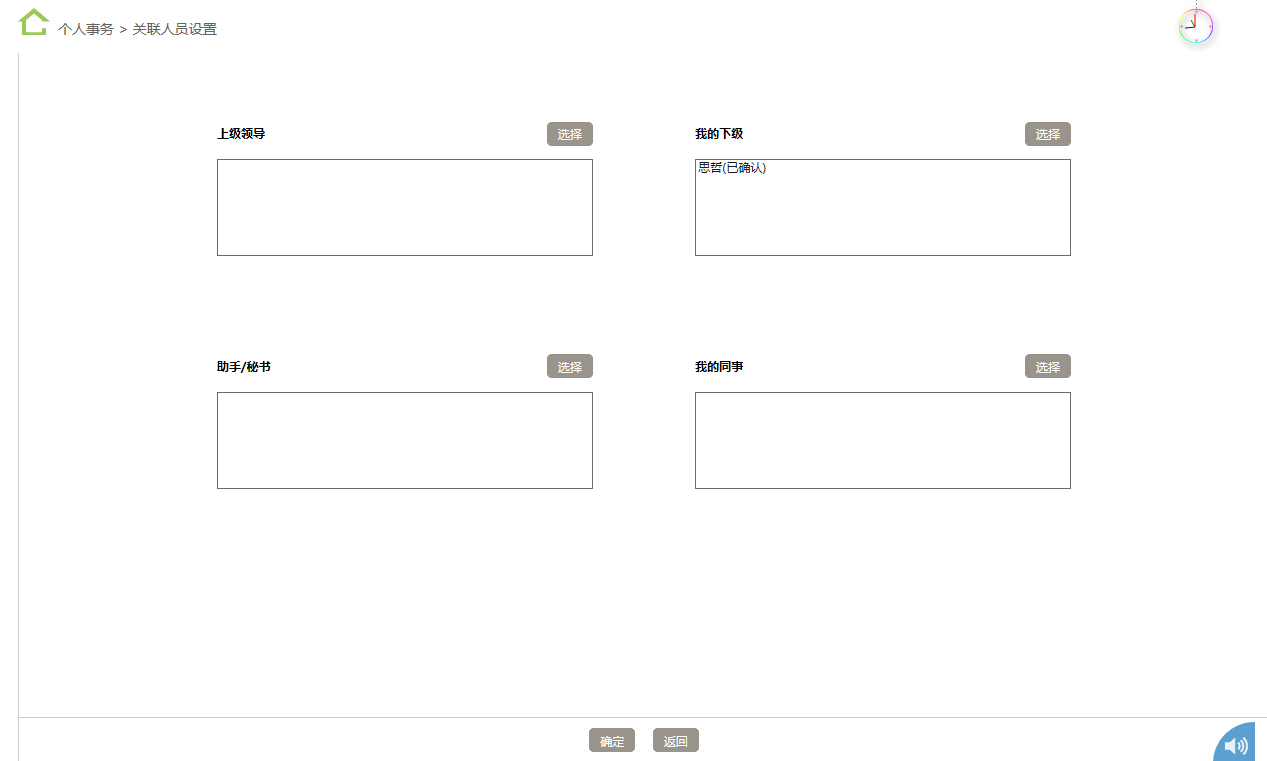 个人事务 > 关联人员设置
上级领导 选择
我的下级 选择
思哲(已确认)
助手/秘书 选择
我的同事 选择
确定 返回